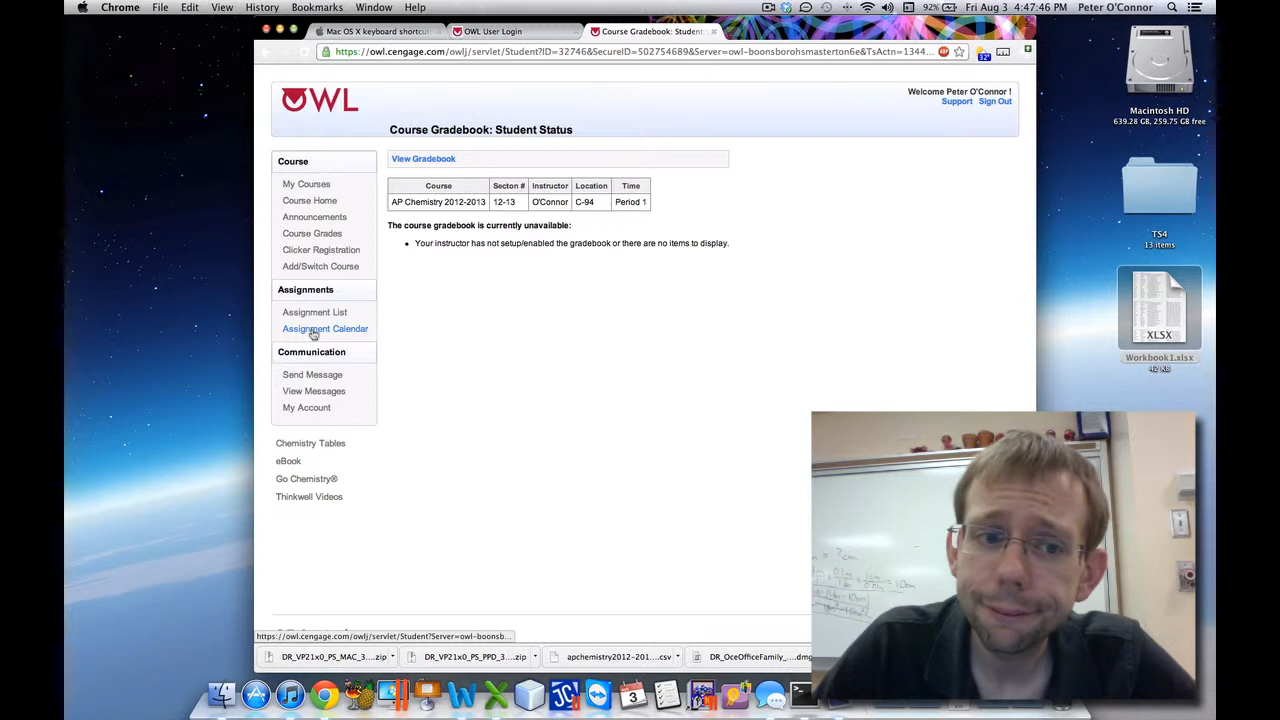 Chrome File Edit View History Bookmarks Window Help
92% Fri Aug 3 4:47:46 PM Peter O'Connor
Mac OS X keyboard shortcut
OWL User Login
Course Gradebook: Student
https://owl.cengage.com/owlj/servlet/Student?ID=32746&SecureID=502754689&Server=owl-boonsborohsmasterton6e&TsActn=1344...
32°
OWL
Welcome Peter O'Connor !
Support Sign Out
Course Gradebook: Student Status
Course
My Courses
Course Home
Announcements
Course Grades
Clicker Registration
Add/Switch Course
Assignments
Assignment List
Assignment Calendar
Communication
Send Message
View Messages
My Account
Chemistry Tables
eBook
Go Chemistry®
Thinkwell Videos
View Gradebook
Course Secton # Instructor Location Time
AP Chemistry 2012-2013 12-13 O'Connor C-94 Period 1
The course gradebook is currently unavailable:
• Your instructor has not setup/enabled the gradebook or there are no items to display.
Macintosh HD
639.28 GB, 259.75 GB free
TS4
13 items
XLSX
Workbook1.xlsx
42 KB
https://owl.cengage.com/owlj/servlet/Student?Server=owl-boonsb...
DR_VP21x0_PS_MAC_3....zip
DR_VP21x0_PS_PPD_3....zip
apchemistry2012-201....csv
DR_OceOfficeFamily_....dmg
3